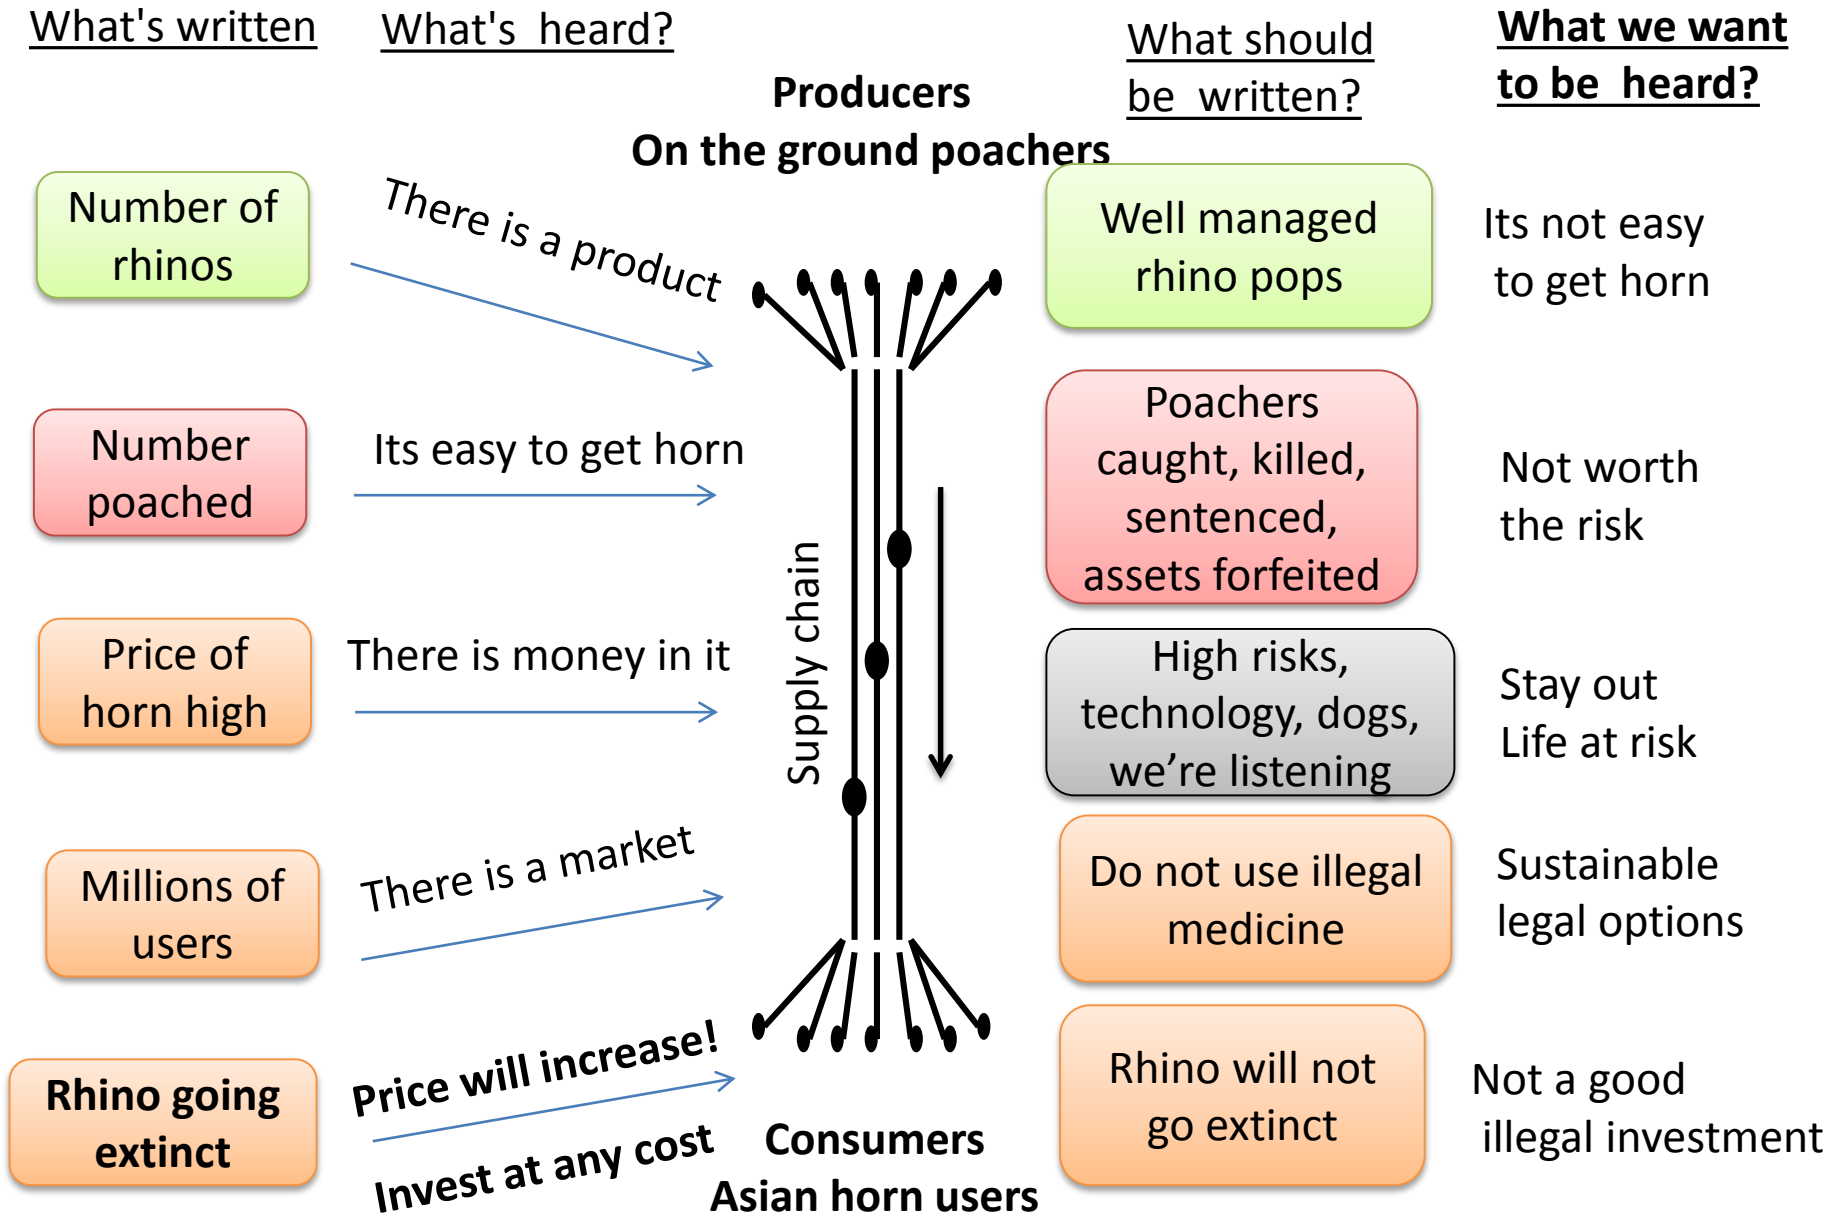 What's written
What's heard?
What should
be written?
What we want
to be heard?
Producers
On the ground poachers
Number of
rhinos
There is a product
Well managed
rhino pops
Its not easy
to get horn
Number
poached
Its easy to get horn
Poachers
caught, killed,
sentenced,
assets forfeited
Not worth
the risk
Price of
horn high
There is money in it
Supply chain
High risks,
technology, dogs,
we’re listening
Stay out
Life at risk
Millions of
users
There is a market
Do not use illegal
medicine
Sustainable
legal options
Rhino going
extinct
Price will increase!
Invest at any cost
Consumers
Asian horn users
Rhino will not
go extinct
Not a good
illegal investment